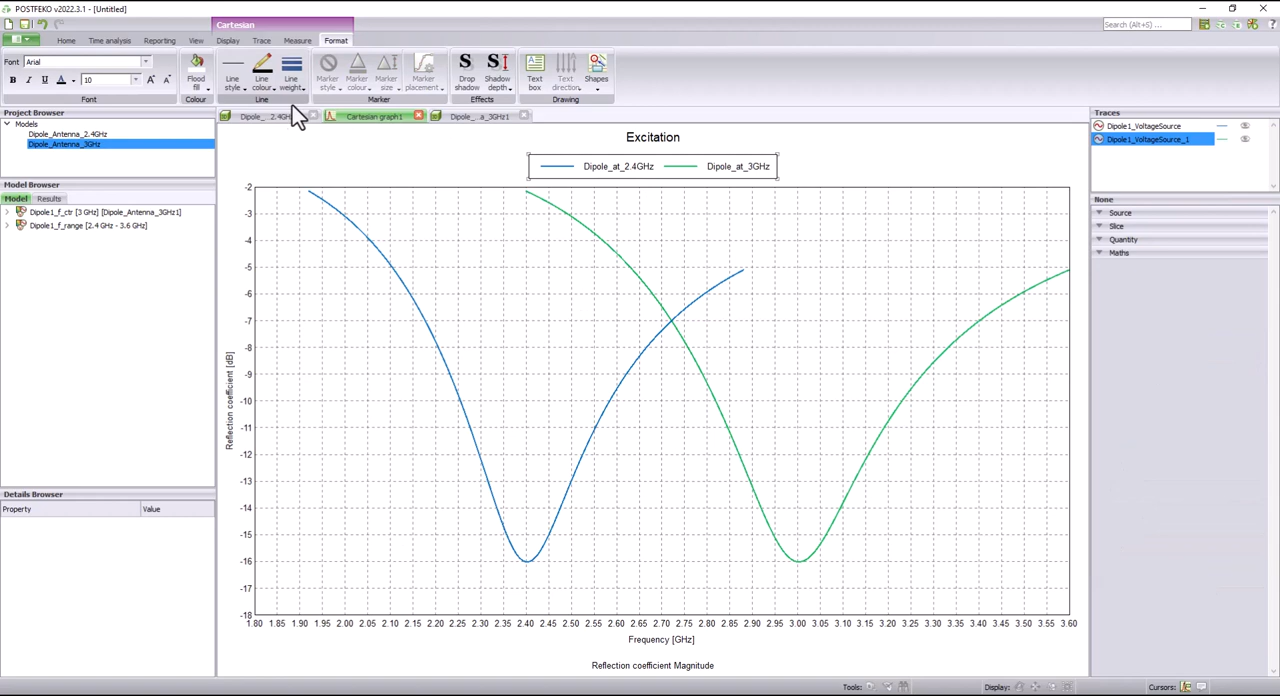 POSTFEKO v2022.3.1 - [Untitled]
Cartesian
Search (Alt+S) ...
Home Time analysis Reporting View Display Trace Measure Format
Font Arial
B I U A 10 A A
Font
Flood fill
Colour
Line style
Line colour
Line weight
Line
Marker style
Marker colour
Marker size
Marker placement
Marker
Drop shadow
Shadow depth
Effects
Text box
Text direction
Shapes
Drawing
Project Browser
Models
Dipole_Antenna_2.4GHz
Dipole_Antenna_3GHz
Model Browser
Model Results
Dipole1_f_ctr [3 GHz] [Dipole_Antenna_3GHz1]
Dipole1_f_range [2.4 GHz - 3.6 GHz]
Details Browser
Property Value
Cartesian graph1 Dipole_...a_3GHz1
Excitation
Dipole_at_2.4GHz Dipole_at_3GHz
-2
-3
-4
-5
-6
-7
-8
-9
-10
-11
-12
-13
-14
-15
-16
-17
-18
Reflection coefficient [dB]
1.80 1.85 1.90 1.95 2.00 2.05 2.10 2.15 2.20 2.25 2.30 2.35 2.40 2.45 2.50 2.55 2.60 2.65 2.70 2.75 2.80 2.85 2.90 2.95 3.00 3.05 3.10 3.15 3.20 3.25 3.30 3.35 3.40 3.45 3.50 3.55 3.60
Frequency [GHz]
Reflection coefficient Magnitude
Traces
Dipole1_VoltageSource
Dipole1_VoltageSource_1
None
Source
Slice
Quantity
Maths
Tools: Display: Cursors: